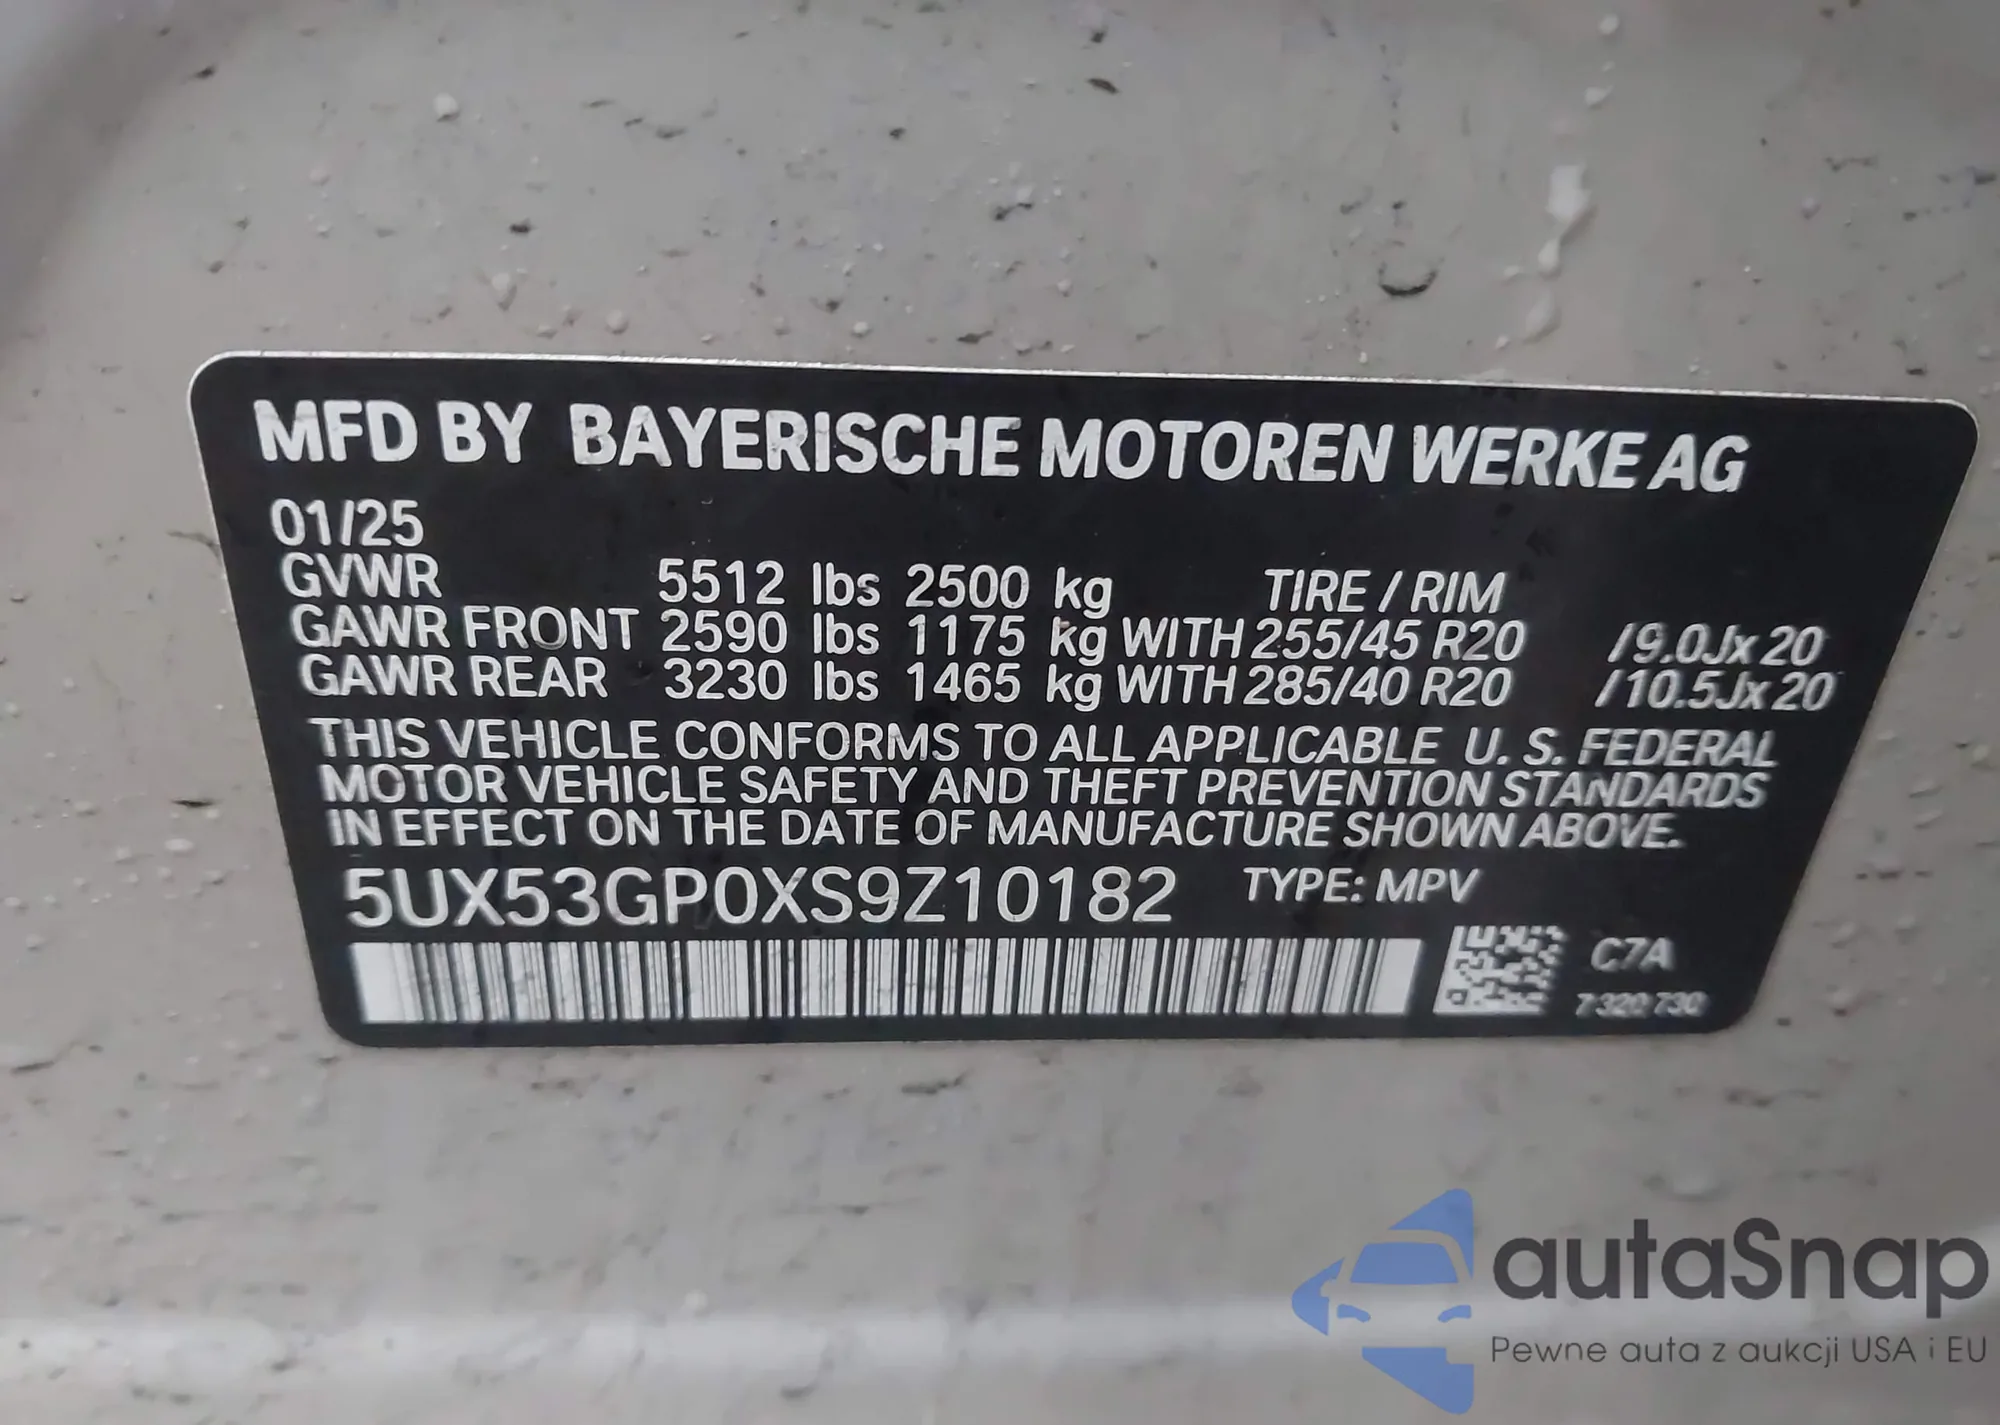 MFD BY BAYERISCHE MOTOREN WERKE AG
01/25
GVWR 5512 lbs 2500 kg TIRE / RIM
GAWR FRONT 2590 lbs 1175 kg WITH 255/45 R20 /9.0Jx20
GAWR REAR 3230 lbs 1465 kg WITH 285/40 R20 /10.5Jx20
THIS VEHICLE CONFORMS TO ALL APPLICABLE U. S. FEDERAL
MOTOR VEHICLE SAFETY AND THEFT PREVENTION STANDARDS
IN EFFECT ON THE DATE OF MANUFACTURE SHOWN ABOVE.
5UX53GP0XS9Z10182 TYPE: MPV
C7A
7 320 730
autaSnap
Pewne auta z aukcji USA i EU